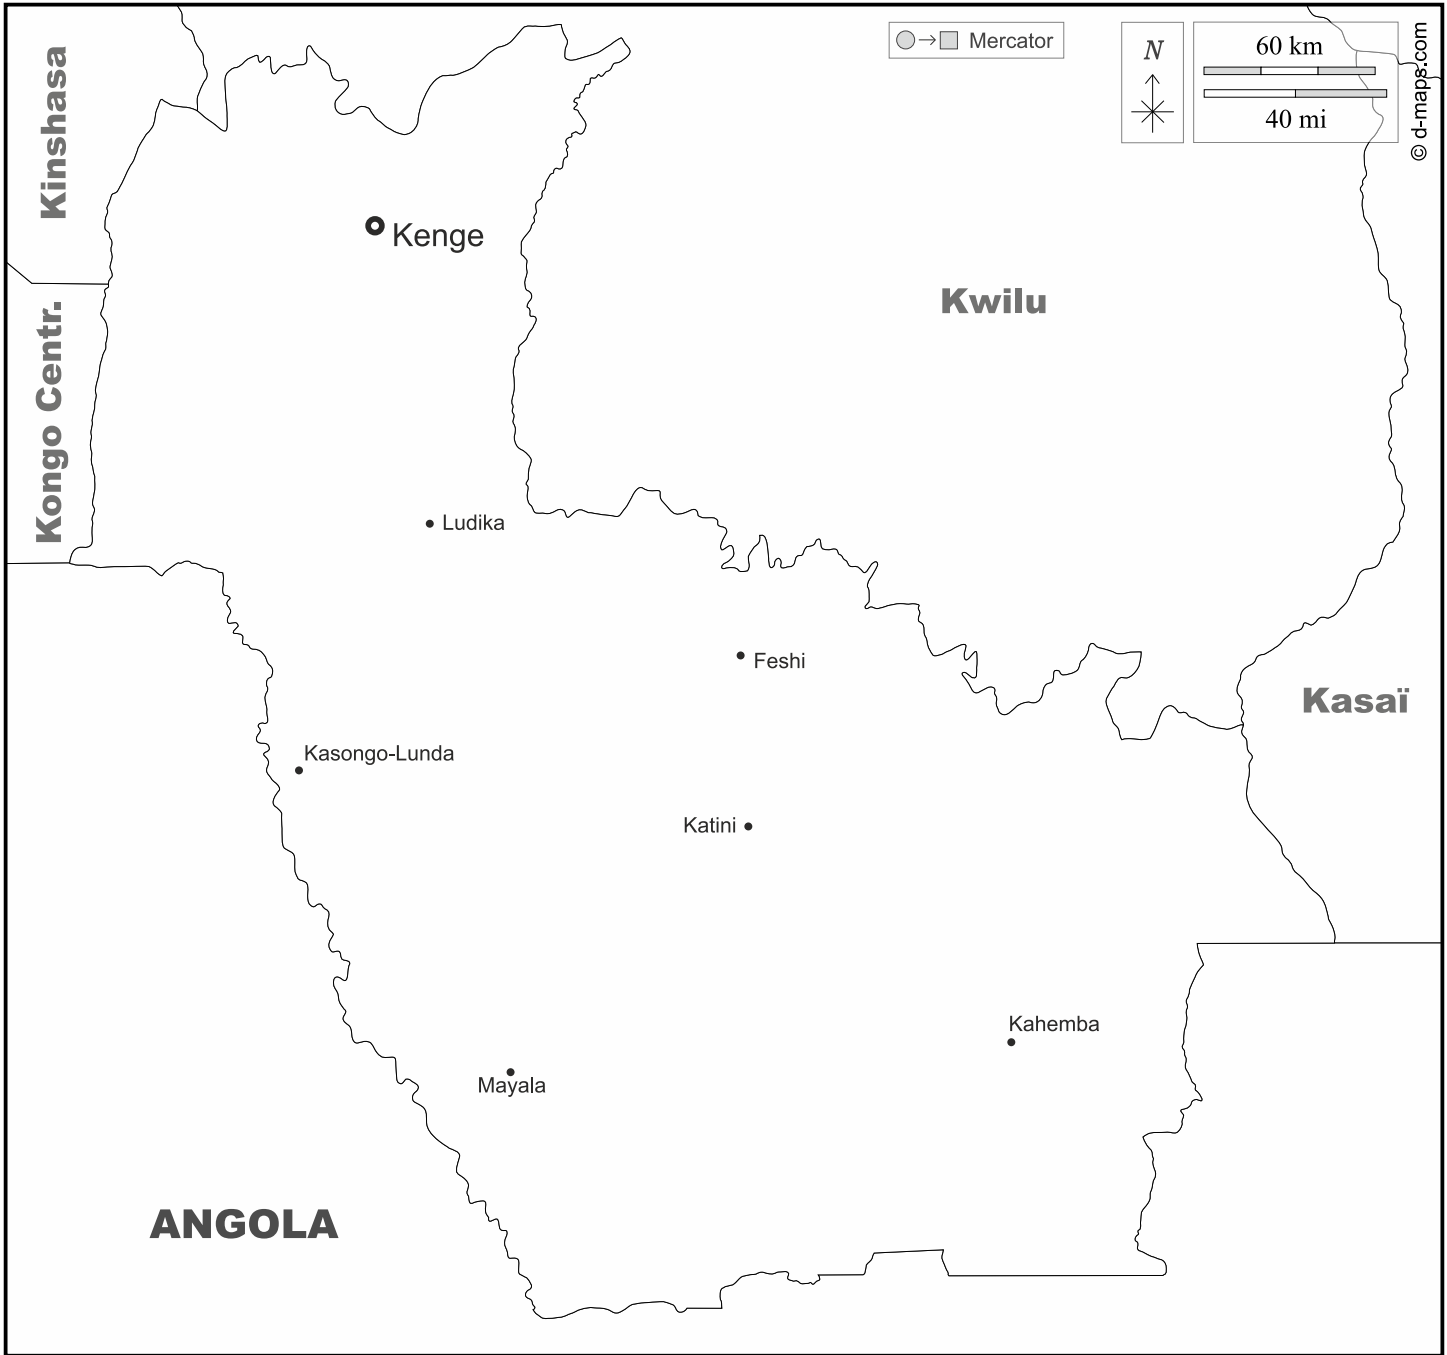 Mercator
N
60 km
40 mi
© d-maps.com
Kinshasa
Kenge
Kwilu
Kongo Centr.
Ludika
Feshi
Kasaï
Kasongo-Lunda
Katini
Kahemba
Mayala
ANGOLA